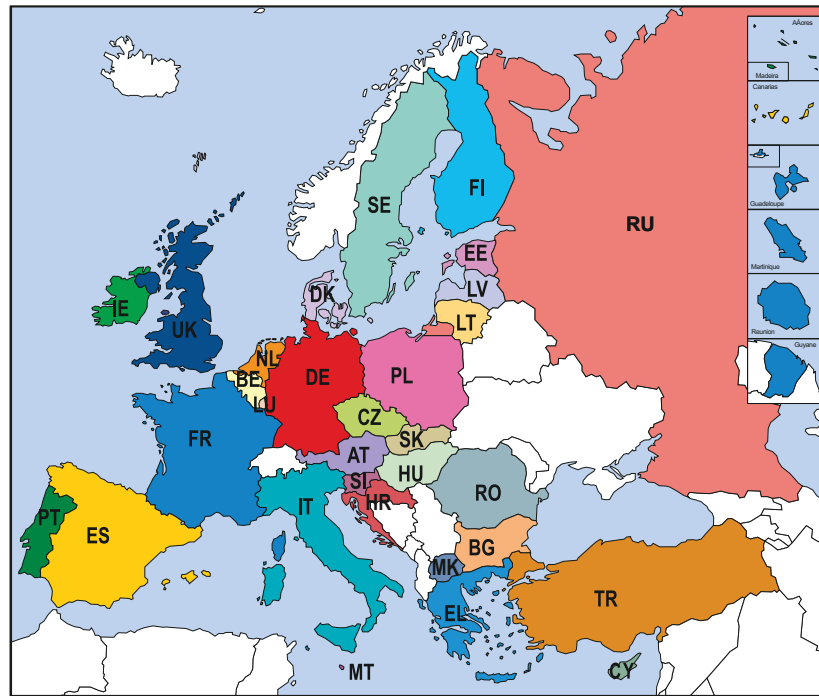 AÄores
Madeira
Canarias
Guadeloupe
Martinique
Reunion
Guyane
FI
SE
RU
EE
LV
LT
DK
IE
UK
NL
BE
LU
DE
PL
CZ
SK
FR
AT
HU
SI
HR
RO
IT
PT
ES
BG
MK
EL
TR
MT
CY